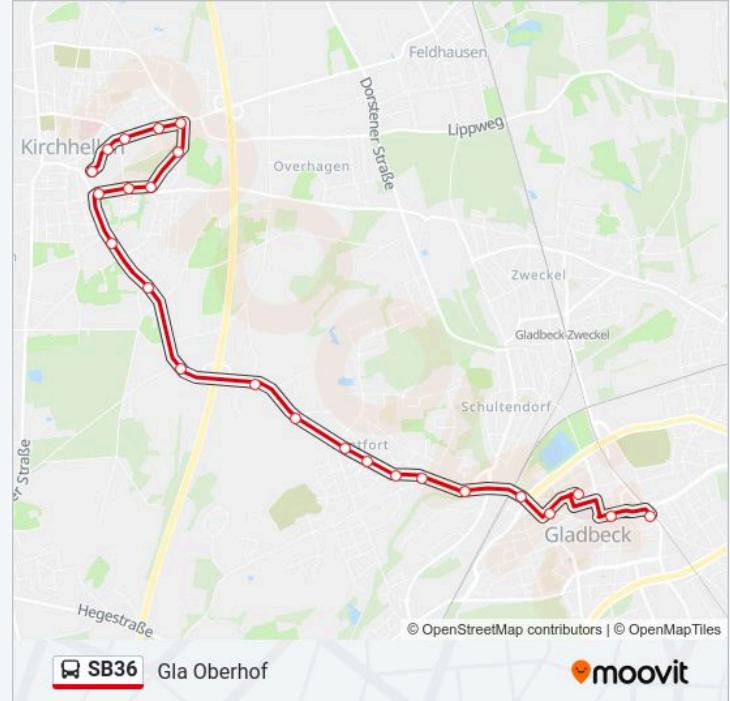 Feldhausen
Dorstener Straße
Lippweg
Kirchhellen
Overhagen
Zweckel
Gladbeck-Zweckel
Schultendorf
tfort
er Straße
Gladbeck
Hegestraße
© OpenStreetMap contributors | © OpenMapTiles
SB36 Gla Oberhof
moovit